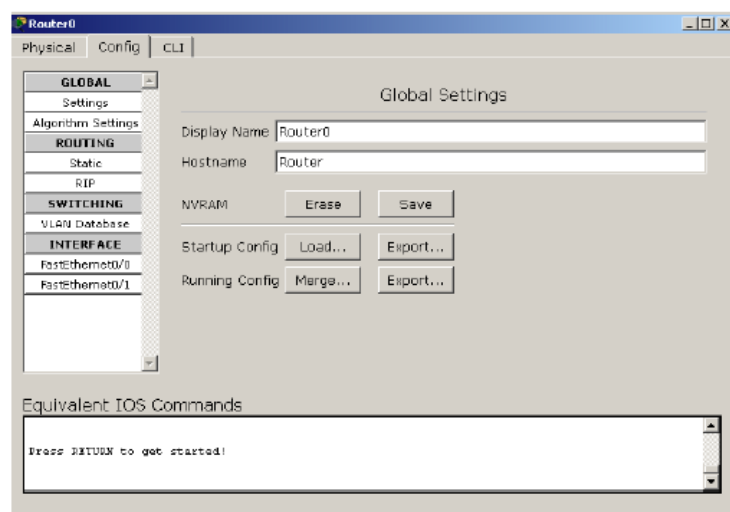 Router0
Physical Config CLI
GLOBAL
Settings
Algorithm Settings
ROUTING
Static
RIP
SWITCHING
VLAN Database
INTERFACE
FastEthernet0/0
FastEthernet0/1
Global Settings
Display Name Router0
Hostname Router
NVRAM Erase Save
Startup Config Load... Export...
Running Config Merge... Export...
Equivalent IOS Commands
Press RETURN to get started!